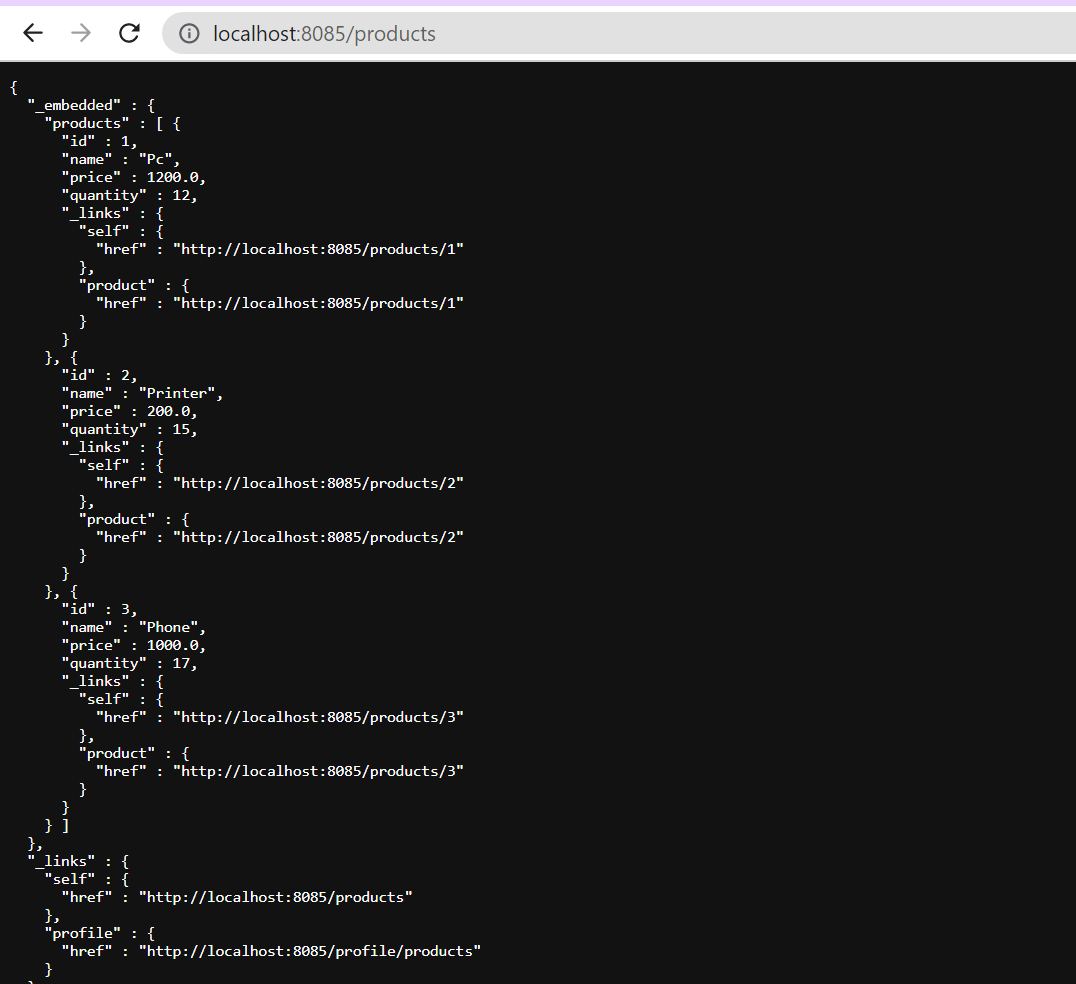 localhost:8085/products
{
  "_embedded" : {
    "products" : [ {
      "id" : 1,
      "name" : "Pc",
      "price" : 1200.0,
      "quantity" : 12,
      "_links" : {
        "self" : {
          "href" : "http://localhost:8085/products/1"
        },
        "product" : {
          "href" : "http://localhost:8085/products/1"
        }
      }
    }, {
      "id" : 2,
      "name" : "Printer",
      "price" : 200.0,
      "quantity" : 15,
      "_links" : {
        "self" : {
          "href" : "http://localhost:8085/products/2"
        },
        "product" : {
          "href" : "http://localhost:8085/products/2"
        }
      }
    }, {
      "id" : 3,
      "name" : "Phone",
      "price" : 1000.0,
      "quantity" : 17,
      "_links" : {
        "self" : {
          "href" : "http://localhost:8085/products/3"
        },
        "product" : {
          "href" : "http://localhost:8085/products/3"
        }
      }
    } ]
  },
  "_links" : {
    "self" : {
      "href" : "http://localhost:8085/products"
    },
    "profile" : {
      "href" : "http://localhost:8085/profile/products"
    }